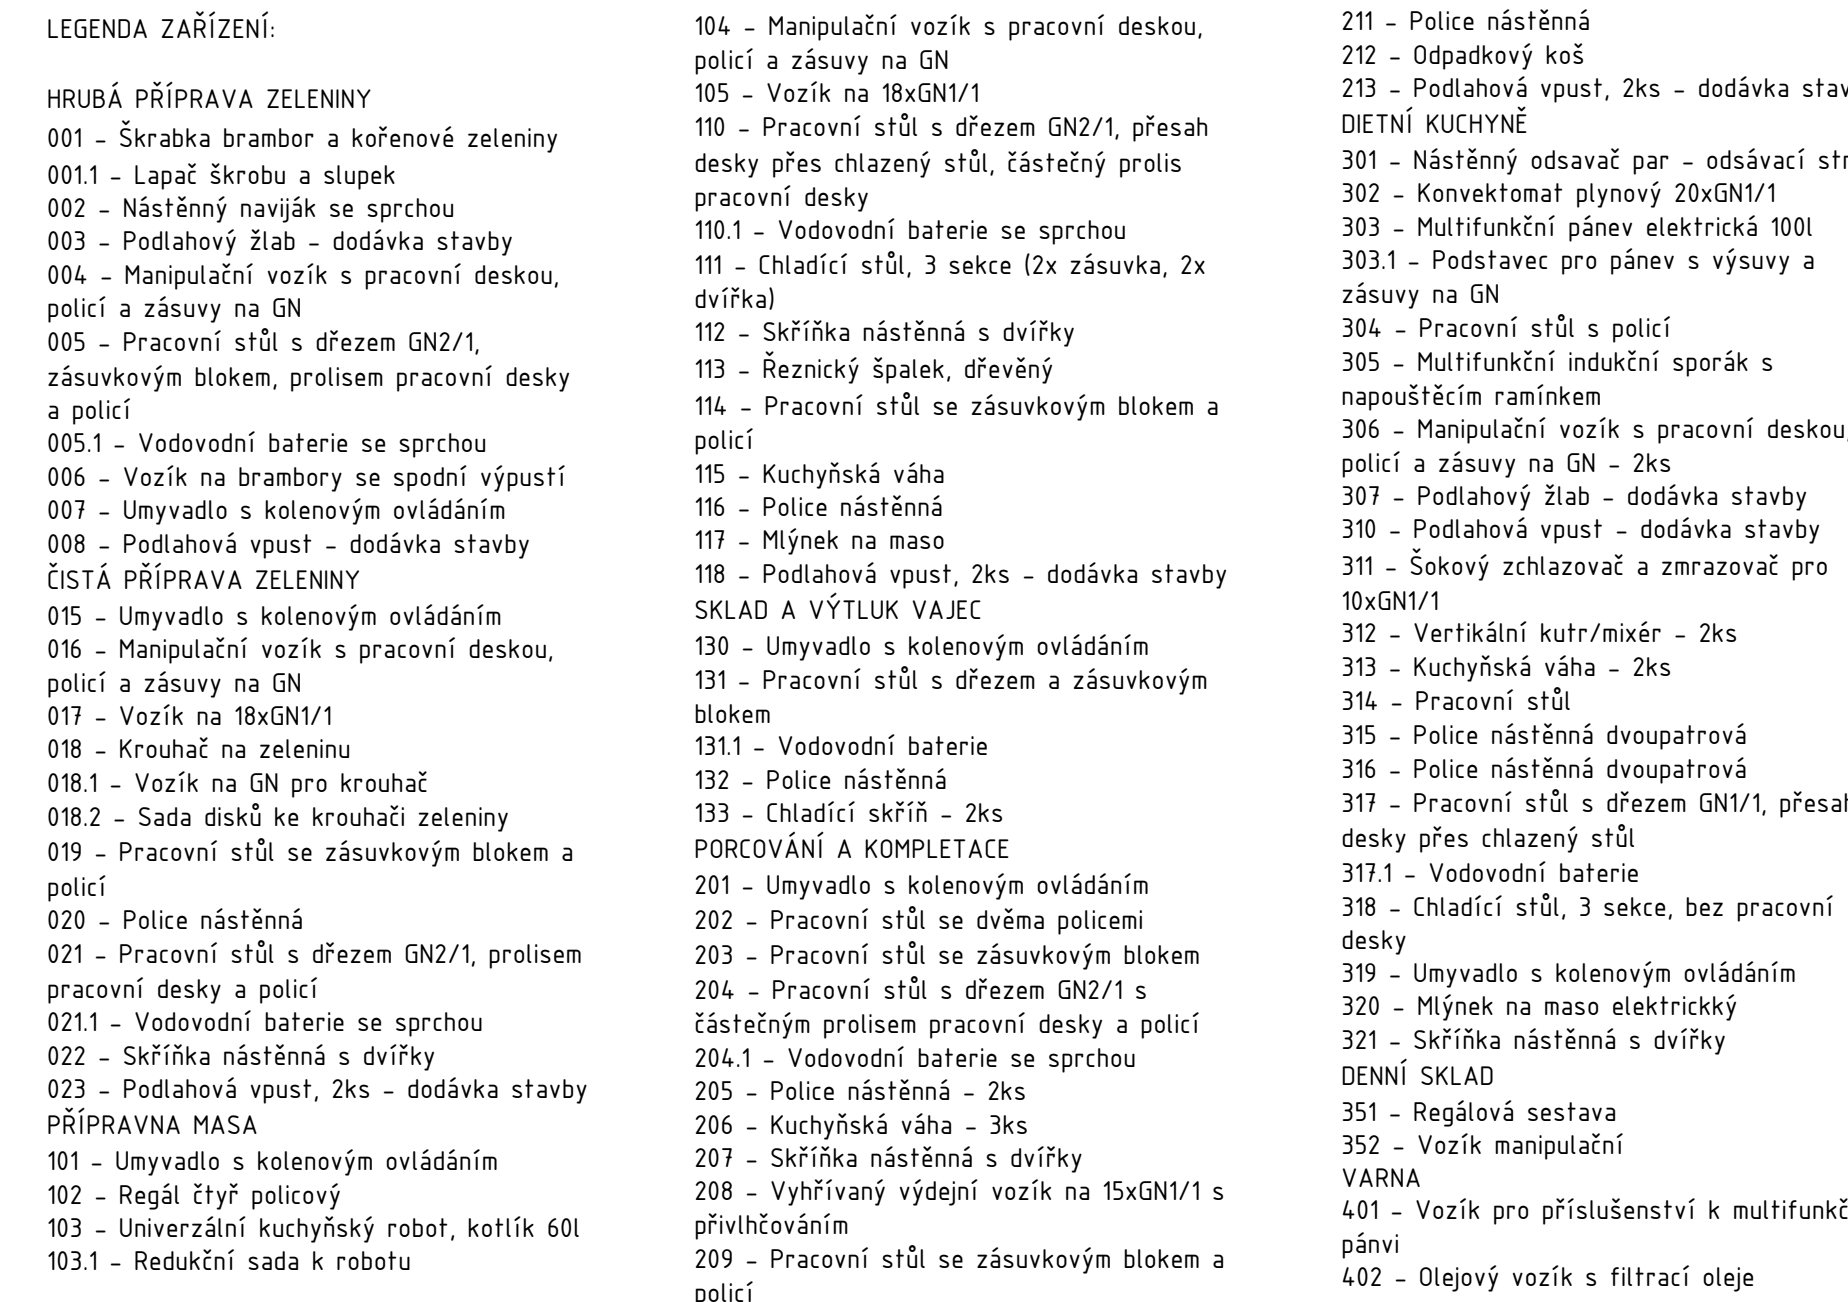 LEGENDA ZAŘÍZENÍ:
HRUBÁ PŘÍPRAVA ZELENINY
001 – Škrabka brambor a kořenové zeleniny
001.1 – Lapač škrobu a slupek
002 – Nástěnný naviják se sprchou
003 – Podlahový žlab – dodávka stavby
004 – Manipulační vozík s pracovní deskou,
policí a zásuvy na GN
005 – Pracovní stůl s dřezem GN2/1,
zásuvkovým blokem, prolisem pracovní desky
a policí
005.1 – Vodovodní baterie se sprchou
006 – Vozík na brambory se spodní výpustí
007 – Umyvadlo s kolenovým ovládáním
008 – Podlahová vpust – dodávka stavby
ČISTÁ PŘÍPRAVA ZELENINY
015 – Umyvadlo s kolenovým ovládáním
016 – Manipulační vozík s pracovní deskou,
policí a zásuvy na GN
017 – Vozík na 18xGN1/1
018 – Krouhač na zeleninu
018.1 – Vozík na GN pro krouhač
018.2 – Sada disků ke krouhači zeleniny
019 – Pracovní stůl se zásuvkovým blokem a
policí
020 – Police nástěnná
021 – Pracovní stůl s dřezem GN2/1, prolisem
pracovní desky a policí
021.1 – Vodovodní baterie se sprchou
022 – Skříňka nástěnná s dvířky
023 – Podlahová vpust, 2ks – dodávka stavby
PŘÍPRAVNA MASA
101 – Umyvadlo s kolenovým ovládáním
102 – Regál čtyř policový
103 – Univerzální kuchyňský robot, kotlík 60l
103.1 – Redukční sada k robotu
104 – Manipulační vozík s pracovní deskou,
policí a zásuvy na GN
105 – Vozík na 18xGN1/1
110 – Pracovní stůl s dřezem GN2/1, přesah
desky přes chlazený stůl, částečný prolis
pracovní desky
110.1 – Vodovodní baterie se sprchou
111 – Chladící stůl, 3 sekce (2x zásuvka, 2x
dvířka)
112 – Skříňka nástěnná s dvířky
113 – Řeznický špalek, dřevěný
114 – Pracovní stůl se zásuvkovým blokem a
policí
115 – Kuchyňská váha
116 – Police nástěnná
117 – Mlýnek na maso
118 – Podlahová vpust, 2ks – dodávka stavby
SKLAD A VÝTLUK VAJEC
130 – Umyvadlo s kolenovým ovládáním
131 – Pracovní stůl s dřezem a zásuvkovým
blokem
131.1 – Vodovodní baterie
132 – Police nástěnná
133 – Chladící skříň – 2ks
PORCOVÁNÍ A KOMPLETACE
201 – Umyvadlo s kolenovým ovládáním
202 – Pracovní stůl se dvěma policemi
203 – Pracovní stůl se zásuvkovým blokem
204 – Pracovní stůl s dřezem GN2/1 s
částečným prolisem pracovní desky a policí
204.1 – Vodovodní baterie se sprchou
205 – Police nástěnná – 2ks
206 – Kuchyňská váha – 3ks
207 – Skříňka nástěnná s dvířky
208 – Vyhřívaný výdejní vozík na 15xGN1/1 s
přivlhčováním
209 – Pracovní stůl se zásuvkovým blokem a
policí
211 – Police nástěnná
212 – Odpadkový koš
213 – Podlahová vpust, 2ks – dodávka
DIETNÍ KUCHYNĚ
301 – Nástěnný odsavač par – odsávací
302 – Konvektomat plynový 20xGN1/1
303 – Multifunkční pánev elektrická 100l
303.1 – Podstavec pro pánev s výsuvy a
zásuvy na GN
304 – Pracovní stůl s policí
305 – Multifunkční indukční sporák s
napouštěcím ramínkem
306 – Manipulační vozík s pracovní deskou,
policí a zásuvy na GN – 2ks
307 – Podlahový žlab – dodávka stavby
310 – Podlahová vpust – dodávka stavby
311 – Šokový zchlazovač a zmrazovač pro
10xGN1/1
312 – Vertikální kutr/mixér – 2ks
313 – Kuchyňská váha – 2ks
314 – Pracovní stůl
315 – Police nástěnná dvoupatrová
316 – Police nástěnná dvoupatrová
317 – Pracovní stůl s dřezem GN1/1, přesah
desky přes chlazený stůl
317.1 – Vodovodní baterie
318 – Chladící stůl, 3 sekce, bez pracovní
desky
319 – Umyvadlo s kolenovým ovládáním
320 – Mlýnek na maso elektrickký
321 – Skříňka nástěnná s dvířky
DENNÍ SKLAD
351 – Regálová sestava
352 – Vozík manipulační
VARNA
401 – Vozík pro příslušenství k
pánvi
402 – Olejový vozík s filtrací oleje